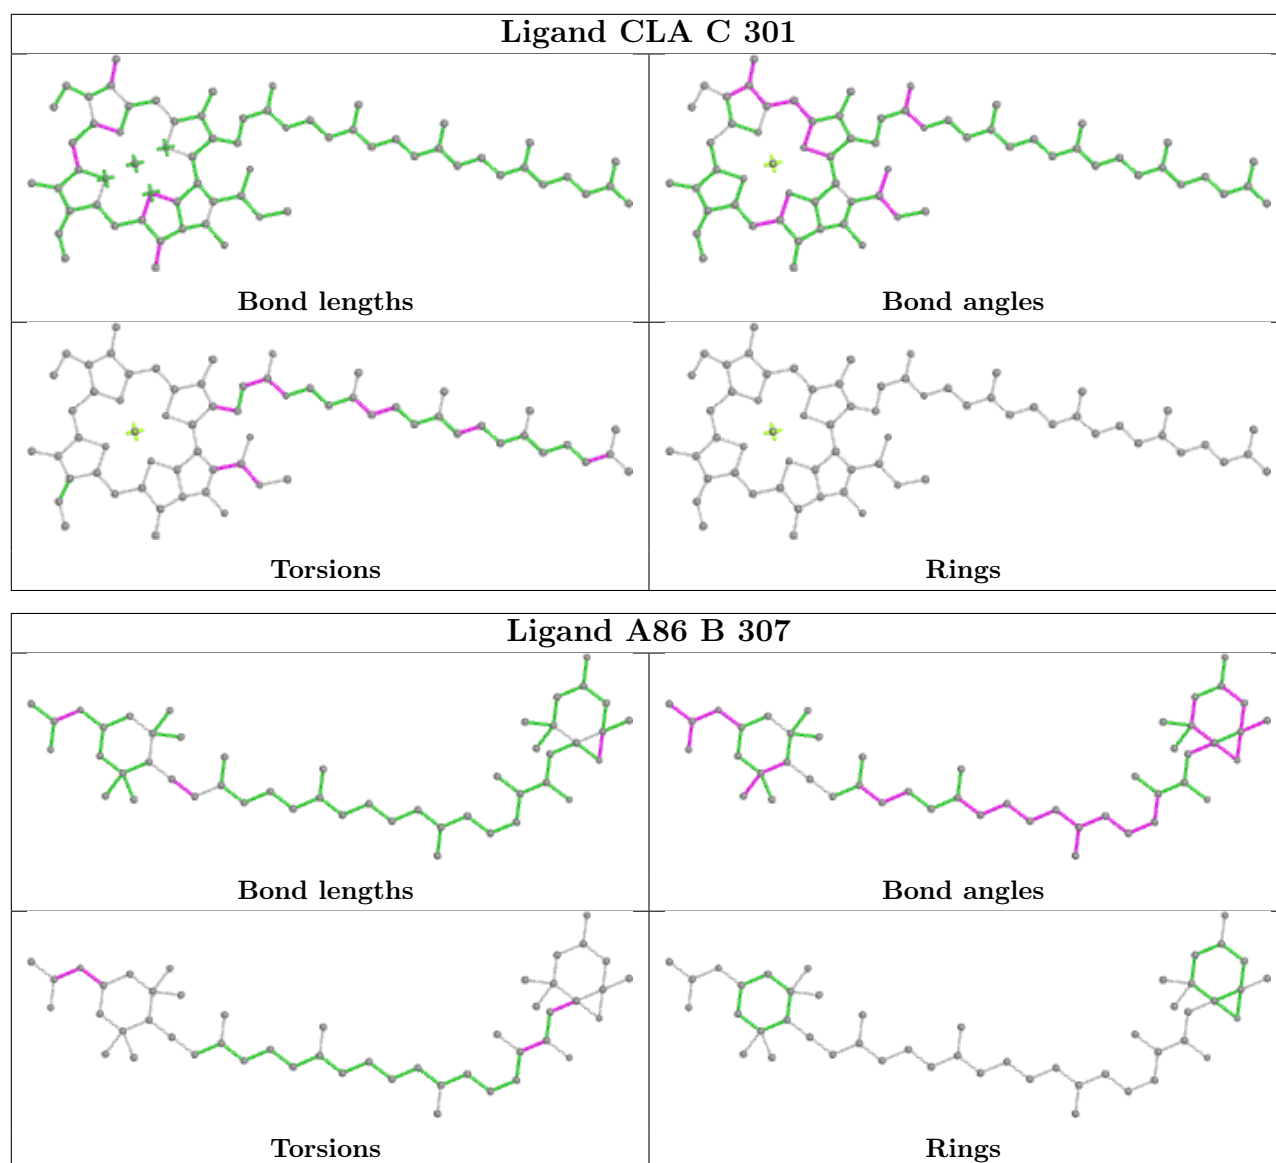 Ligand CLA C 301
Bond lengths
Bond angles
Torsions
Rings
Ligand A86 B 307
Bond lengths
Bond angles
Torsions
Rings